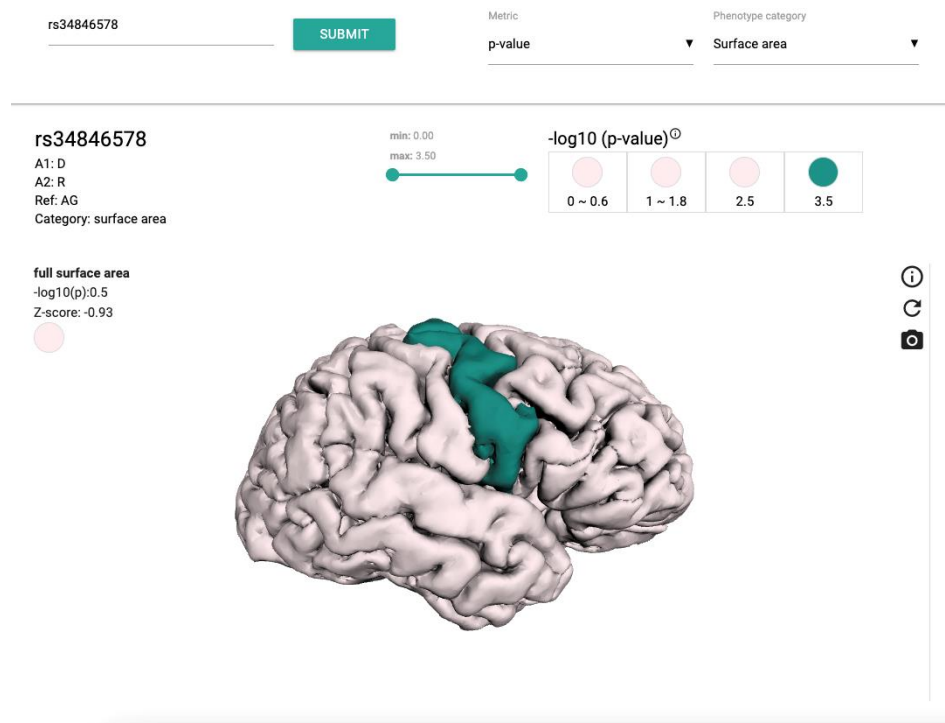 rs34846578
SUBMIT
Metric
p-value
Phenotype category
Surface area
rs34846578
A1: D
A2: R
Ref: AG
Category: surface area
min: 0.00
max: 3.50
-log10 (p-value)
0 ~ 0.6
1 ~ 1.8
2.5
3.5
full surface area
-log10(p):0.5
Z-score: -0.93